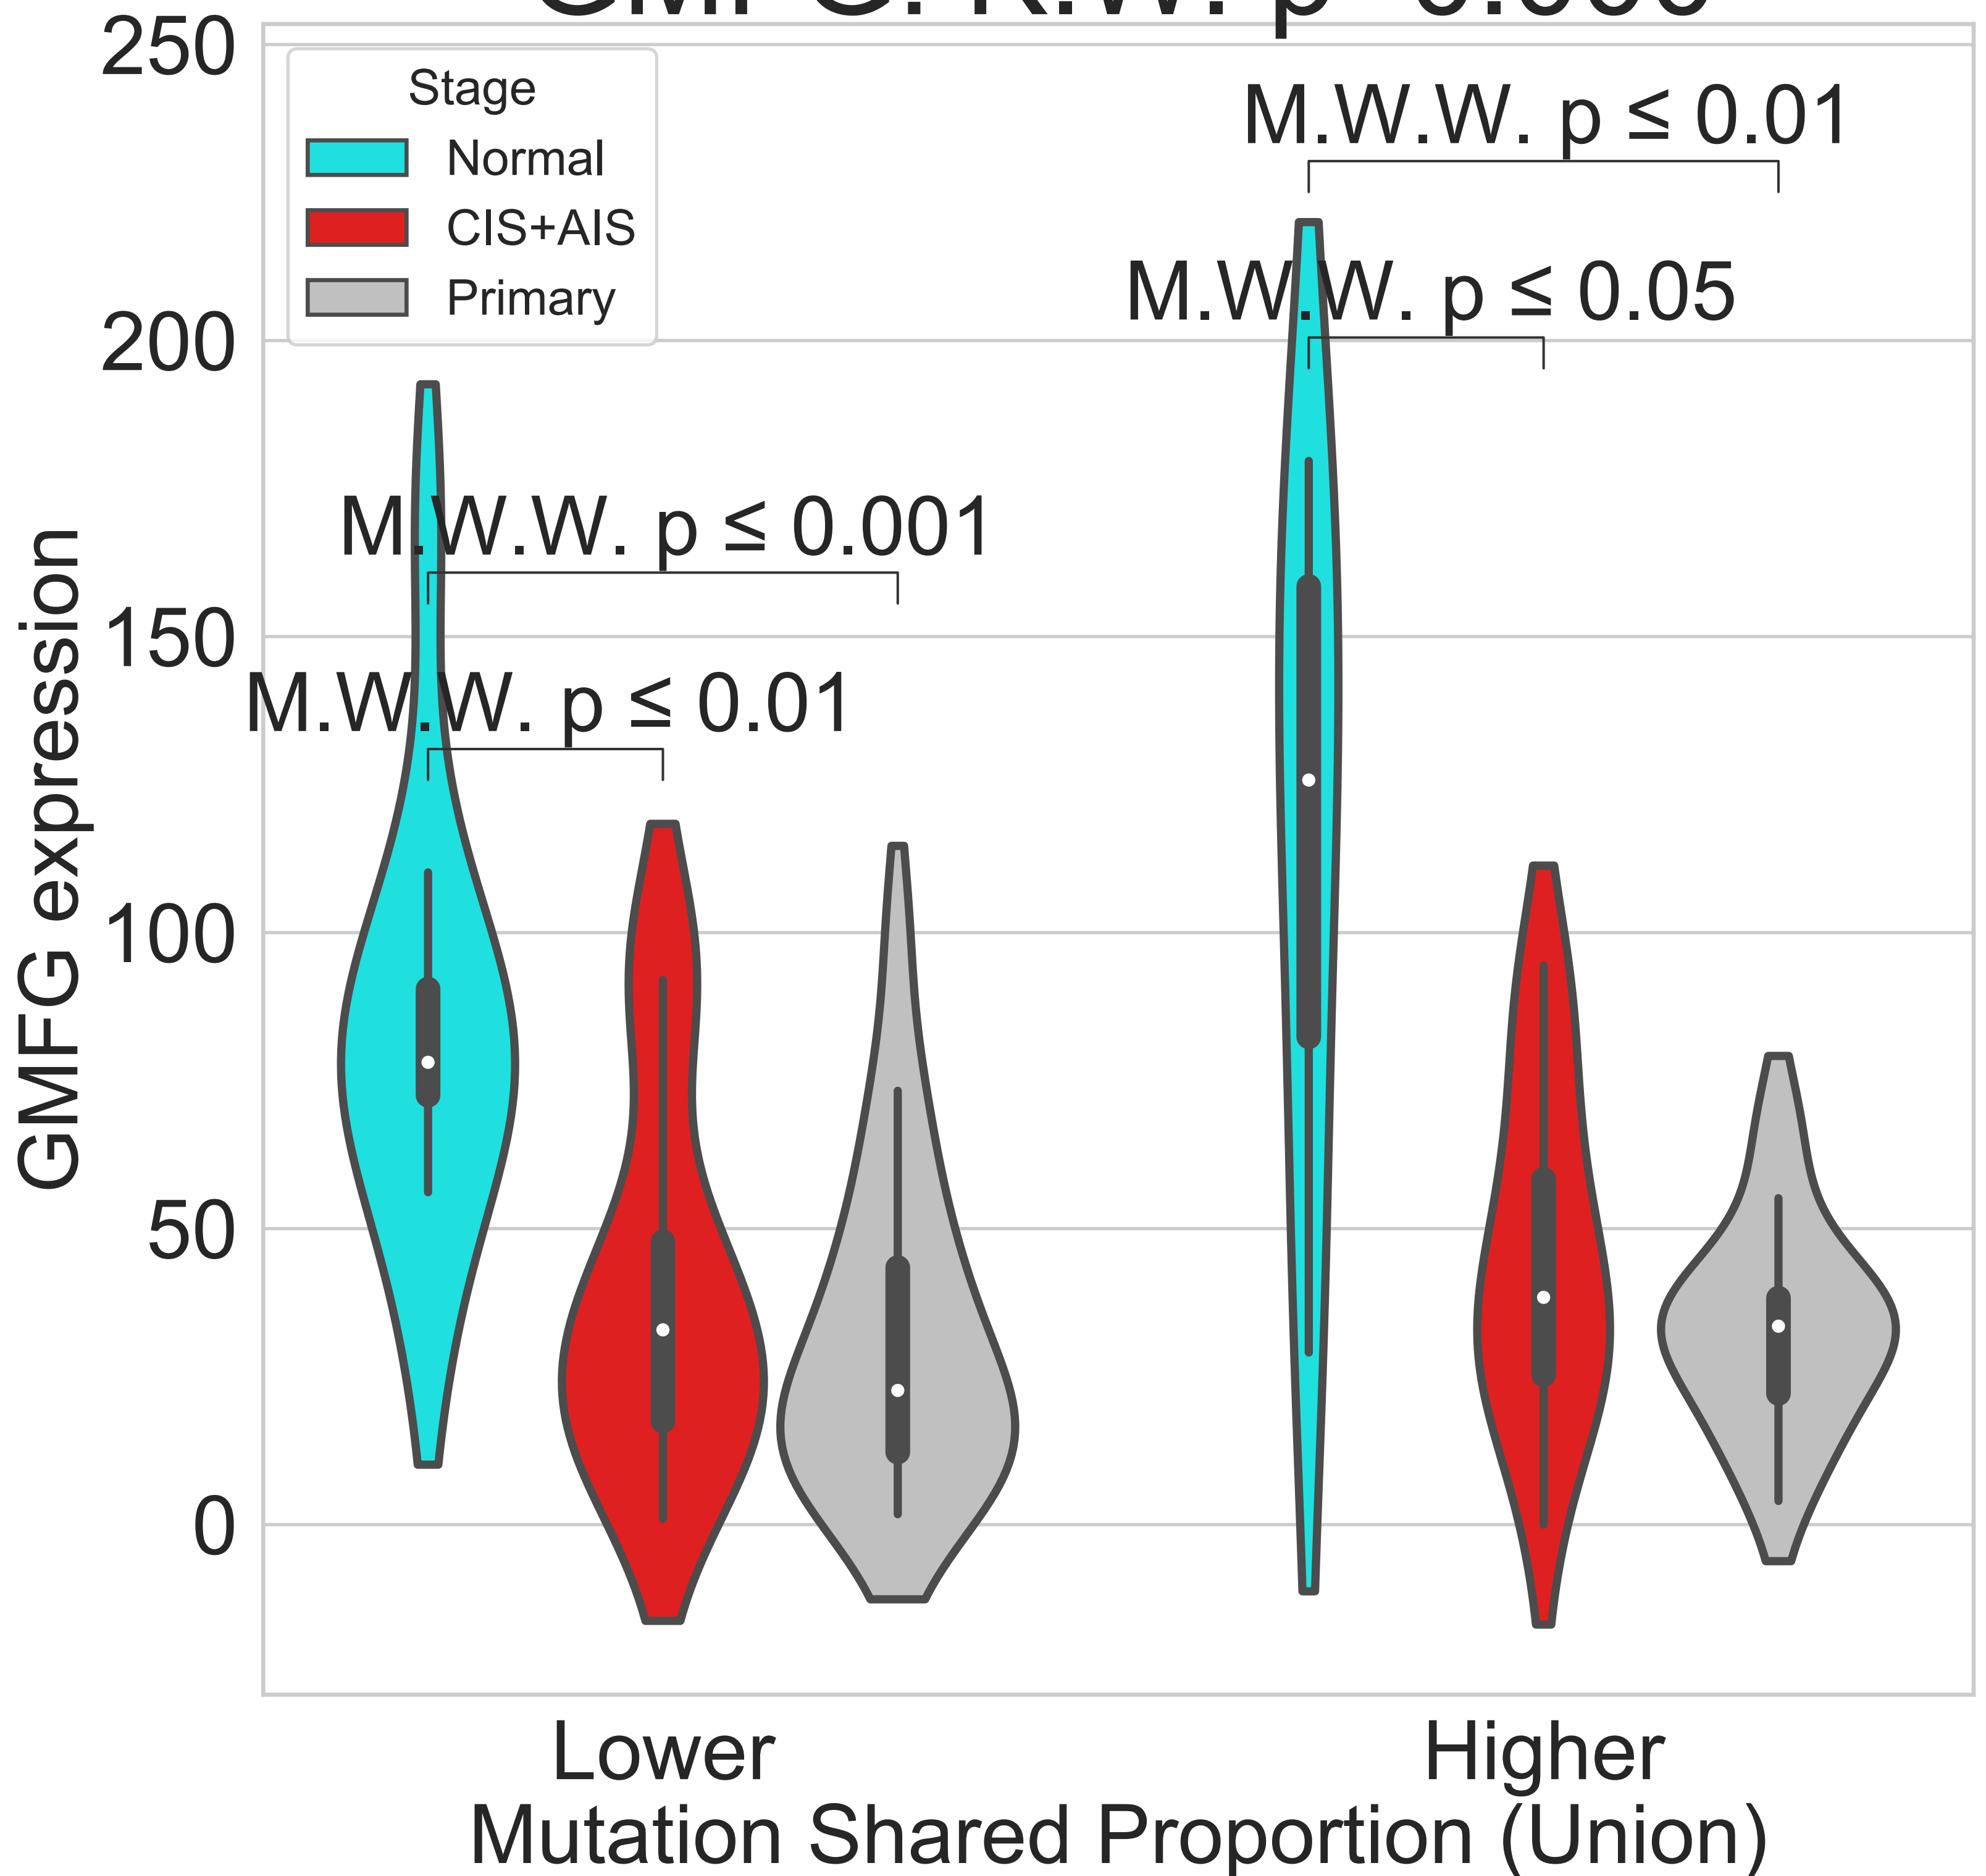 250
Stage
Normal
CIS+AIS
Primary
M.W.W. p ≤ 0.01
M.W.W. p ≤ 0.05
200
M.W.W. p ≤ 0.001
150
M.W.W. p ≤ 0.01
100
50
0
GMFG expression
Lower
Higher
Mutation Shared Proportion (Union)